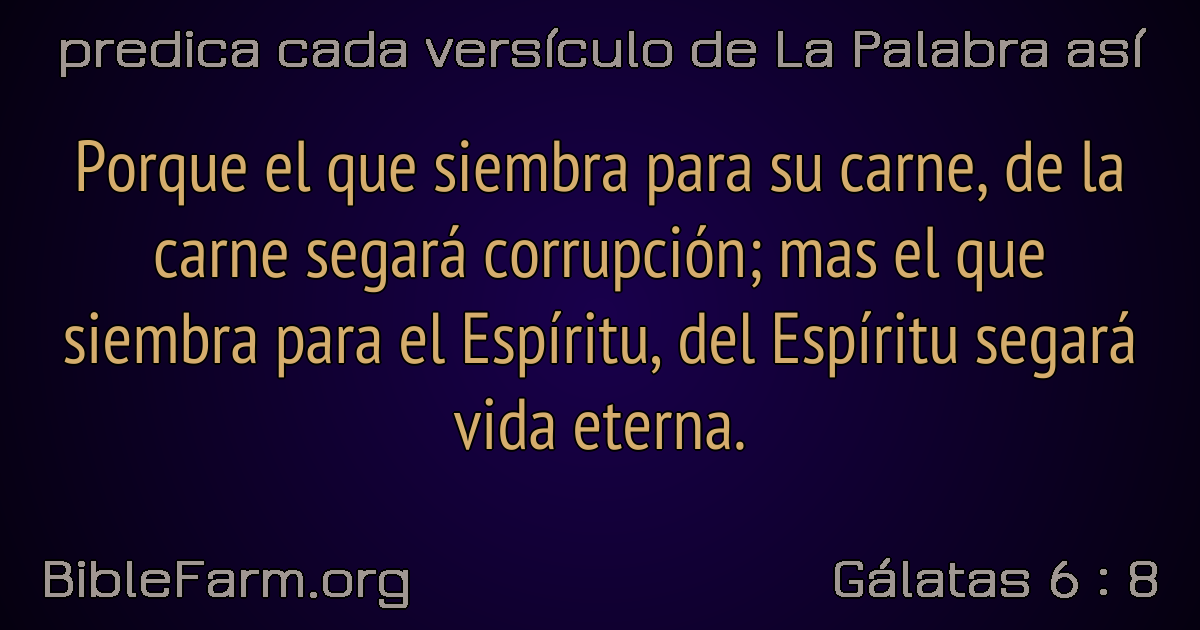 predica cada versículo de La Palabra así
Porque el que siembra para su carne, de la
carne segará corrupción; mas el que
siembra para el Espíritu, del Espíritu segará
vida eterna.
BibleFarm.org
Gálatas 6 : 8